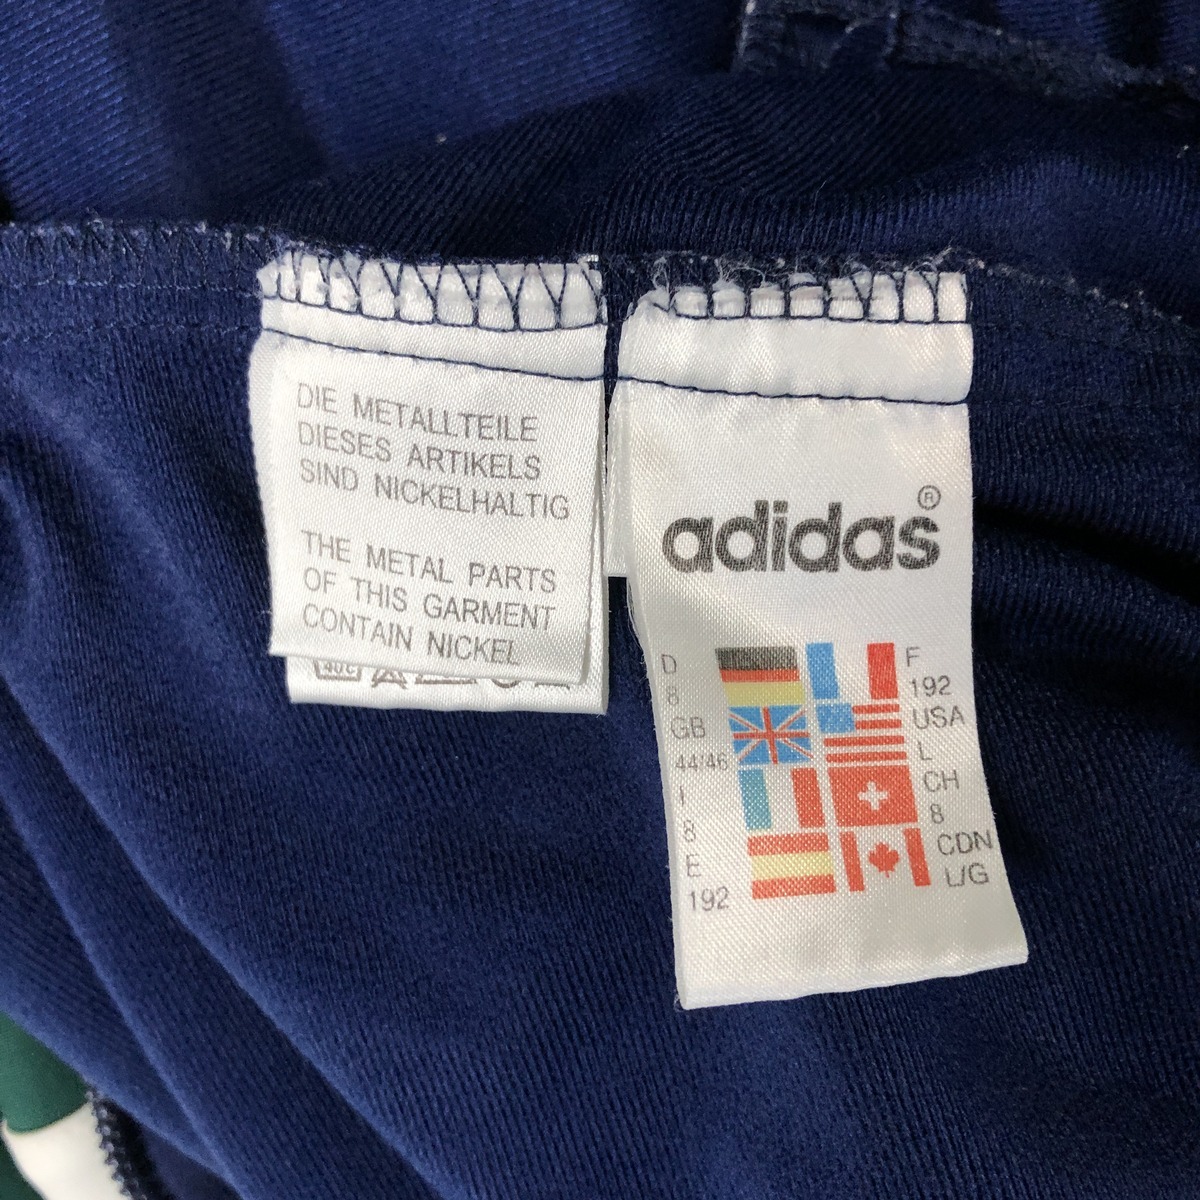 DIE METALLTEILE
DIESES ARTIKELS
SIND NICKELHALTIG
THE METAL PARTS
OF THIS GARMENT
CONTAIN NICKEL
40C
adidas®
D
8
GB
44/46
I
8
E
192
F
192
USA
L
CH
8
CDN
L/G